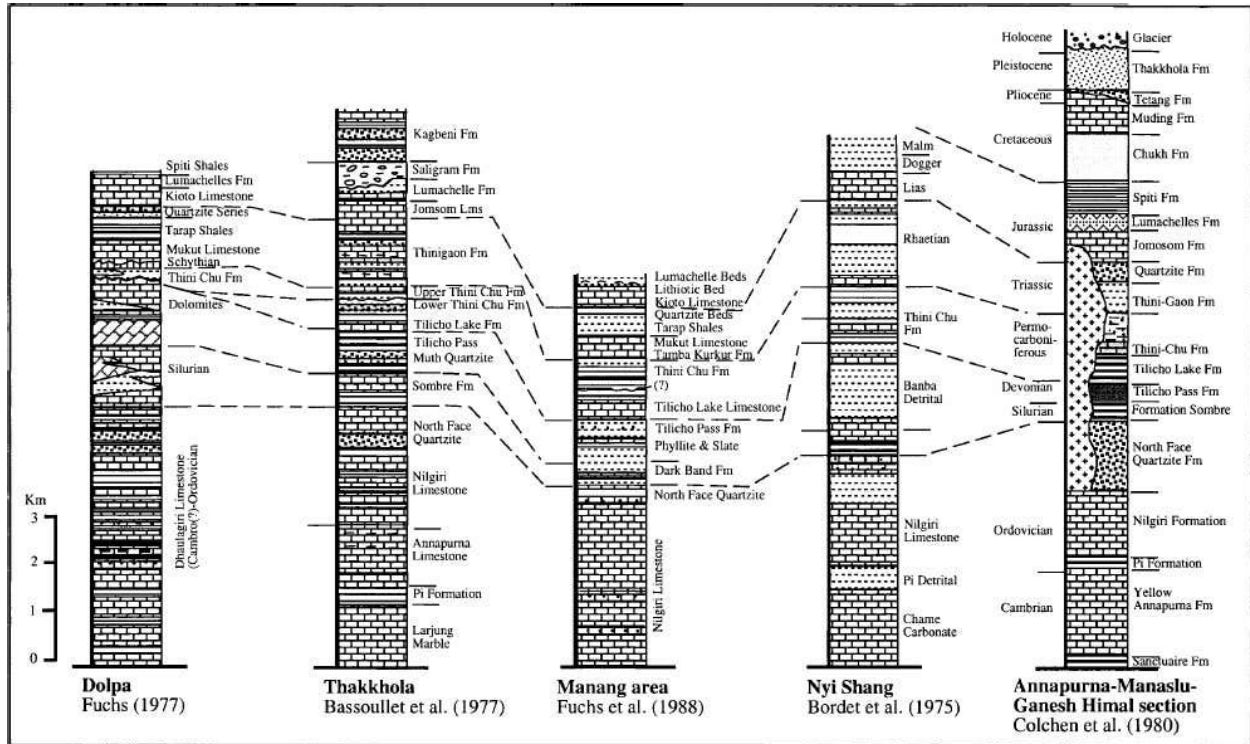 Spiti Shales
Lumachelles Fm
Kioto Limestone
Quartzite Series
Tarap Shales
Mukut Limestone
Schythian
Thini Chu Fm
Dolomites
Silurian
Dhaulagiri Limestone
(Cambro(?)-Ordovician
Km
3
2
1
0
Dolpa
Fuchs (1977)
Kagbeni Fm
Saligram Fm
Lumachelle Fm
Jomsom Lms
Thinigaon Fm
Upper Thini Chu Fm
Lower Thini Chu Fm
Tilicho Lake Fm
Tilicho Pass
Muth Quartzite
Sombre Fm
North Face
Quartzite
Nilgiri
Limestone
Annapurna
Limestone
Pi Formation
Larjung
Marble
Thakkhola
Bassoullet et al. (1977)
Lumachelle Beds
Lithiotic Bed
Kioto Limestone
Quartzite Beds
Tarap Shales
Mukut Limestone
Tamba Kurkur Fm
Thini Chu Fm
(?)
Tilicho Lake Limestone
Tilicho Pass Fm
Phyllite & Slate
Dark Band Fm
North Face Quartzite
Nilgiri Limestone
Manang area
Fuchs et al. (1988)
Malm
Dogger
Lias
Rhaetian
Thini Chu
Fm
Banba
Detrital
Nilgiri
Limestone
Pi Detrital
Chame
Carbonate
Nyi Shang
Bordet et al. (1975)
Holocene
Pleistocene
Pliocene
Cretaceous
Jurassic
Triassic
Permo-
carboni-
ferous
Devonian
Silurian
Ordovician
Cambrian
Glacier
Thakkhola Fm
Tetang Fm
Muding Fm
Chukh Fm
Spiti Fm
Lumachelles Fm
Jomosom Fm
Quartzite Fm
Thini-Gaon Fm
Thini-Chu Fm
Tilicho Lake Fm
Tilicho Pass Fm
Formation Sombre
North Face
Quartzite Fm
Nilgiri Formation
Pi Formation
Yellow
Annapurna Fm
Sanctuaire Fm
Annapurna-Manaslu-
Ganesh Himal section
Colchen et al. (1980)